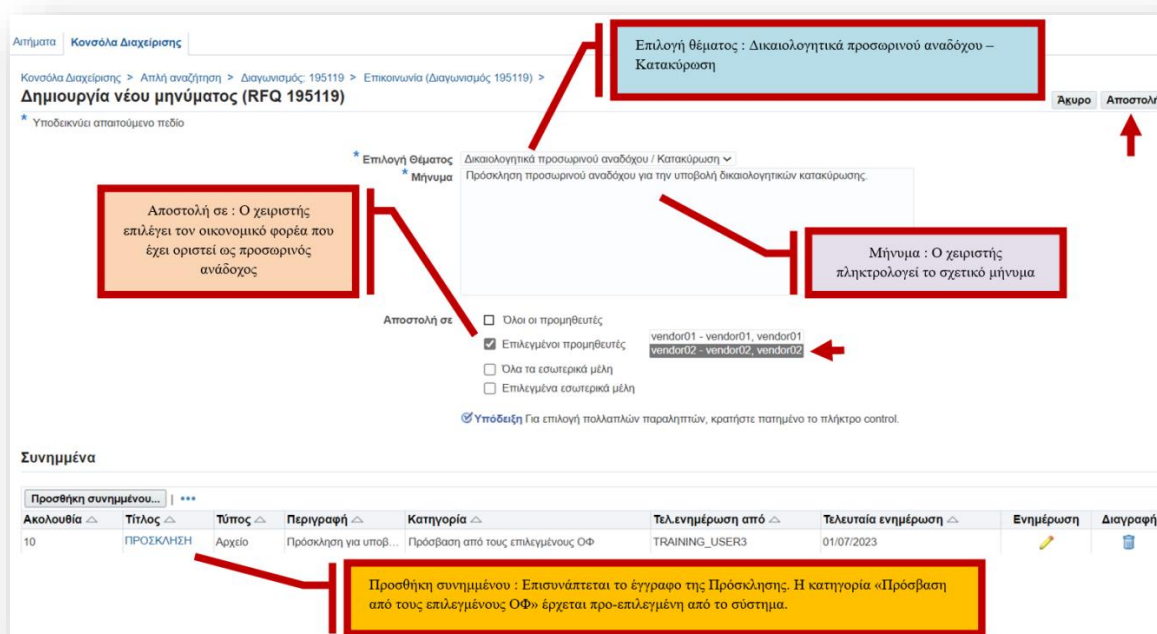 Αιτήματα Κονσόλα Διαχείρισης
Επιλογή θέματος : Δικαιολογητικά προσωρινού αναδόχου –
Κατακύρωση
Κονσόλα Διαχείρισης > Απλή αναζήτηση > Διαγωνισμός: 195119 > Επικοινωνία (Διαγωνισμός 195119) >
Δημιουργία νέου μηνύματος (RFQ 195119)
Άκυρο Αποστολή
* Υποδεικνύει απαιτούμενο πεδίο
* Επιλογή Θέματος Δικαιολογητικά προσωρινού αναδόχου / Κατακύρωση
* Μήνυμα Πρόσκληση προσωρινού αναδόχου για την υποβολή δικαιολογητικών κατακύρωσης.
Αποστολή σε : Ο χειριστής
επιλέγει τον οικονομικό φορέα που
έχει οριστεί ως προσωρινός
ανάδοχος
Μήνυμα : Ο χειριστής
πληκτρολογεί το σχετικό μήνυμα
Αποστολή σε Όλοι οι προμηθευτές
Επιλεγμένοι προμηθευτές
vendor01 - vendor01, vendor01
vendor02 - vendor02, vendor02
Όλα τα εσωτερικά μέλη
Επιλεγμένα εσωτερικά μέλη
Υπόδειξη Για επιλογή πολλαπλών παραληπτών, κρατήστε πατημένο το πλήκτρο control.
Συνημμένα
Προσθήκη συνημμένου... | •••
Ακολουθία Τίτλος Τύπος Περιγραφή Κατηγορία Τελ.ενημέρωση από Τελευταία ενημέρωση Ενημέρωση Διαγραφή
10 ΠΡΟΣΚΛΗΣΗ Αρχείο Πρόσκληση για υποβ... Πρόσβαση από τους επιλεγμένους ΟΦ TRAINING_USER3 01/07/2023
Προσθήκη συνημμένου : Επισυνάπτεται το έγγραφο της Πρόσκλησης. Η κατηγορία «Πρόσβαση
από τους επιλεγμένους ΟΦ» έρχεται προ-επιλεγμένη από το σύστημα.